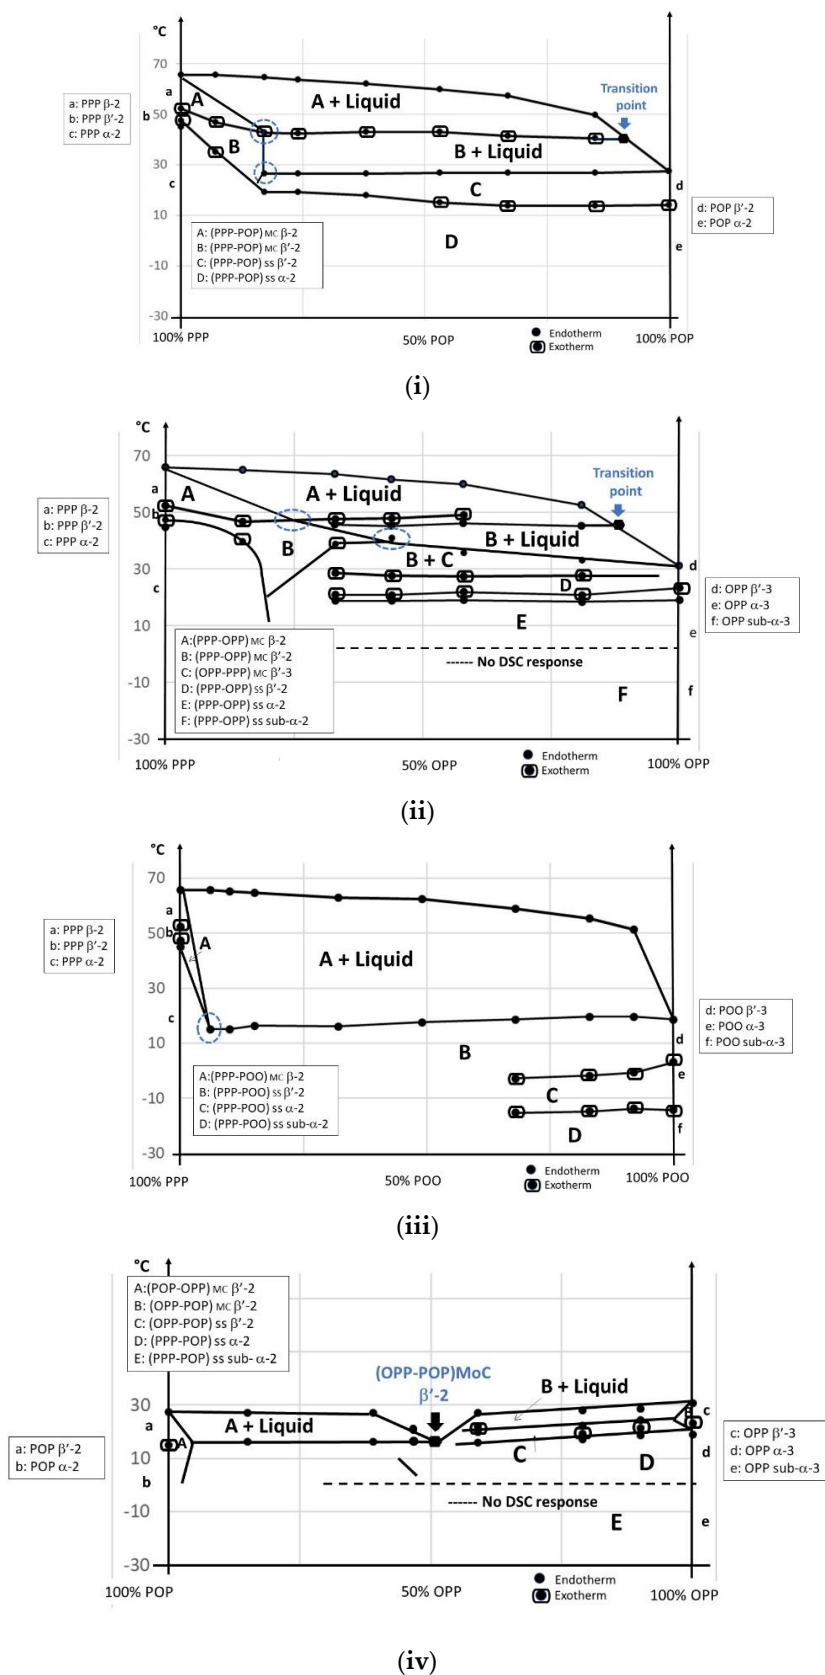 °C
70
50
30
10
-10
-30
a
b
c
A
A + Liquid
B
B + Liquid
C
D
Transition
point
d
e
a: PPP β-2
b: PPP β′-2
c: PPP α-2
d: POP β′-2
e: POP α-2
A: (PPP-POP) MC β-2
B: (PPP-POP) MC β′-2
C: (PPP-POP) ss β′-2
D: (PPP-POP) ss α-2
100% PPP
50% POP
100% POP
Endotherm
Exotherm
(i)
°C
70
50
30
10
-10
-30
a
b
c
A
A + Liquid
B
B + Liquid
B + C
D
E
F
Transition
point
d
e
f
------ No DSC response
a: PPP β-2
b: PPP β′-2
c: PPP α-2
d: OPP β′-3
e: OPP α-3
f: OPP sub-α-3
A:(PPP-OPP) MC β-2
B: (PPP-OPP) MC β′-2
C: (OPP-PPP) MC β′-3
D: (PPP-OPP) ss β′-2
E: (PPP-OPP) ss α-2
F: (PPP-OPP) ss sub-α-2
100% PPP
50% OPP
100% OPP
Endotherm
Exotherm
(ii)
°C
70
50
30
10
-10
-30
a
b
c
A
A + Liquid
B
C
D
d
e
f
a: PPP β-2
b: PPP β′-2
c: PPP α-2
d: POO β′-3
e: POO α-3
f: POO sub-α-3
A:(PPP-POO) MC β-2
B: (PPP-POO) ss β′-2
C: (PPP-POO) ss α-2
D: (PPP-POO) ss sub-α-2
100% PPP
50% POO
100% POO
Endotherm
Exotherm
(iii)
°C
A:(POP-OPP) MC β′-2
B: (OPP-POP) MC β′-2
C: (OPP-POP) ss β′-2
D: (PPP-POP) ss α-2
E: (PPP-POP) ss sub- α-2
(OPP-POP)MoC
β′-2
30
10
-10
-30
a
b
A
A + Liquid
B + Liquid
B
C
D
E
c
d
e
------ No DSC response
a: POP β′-2
b: POP α-2
c: OPP β′-3
d: OPP α-3
e: OPP sub-α-3
100% POP
50% OPP
100% OPP
Endotherm
Exotherm
(iv)